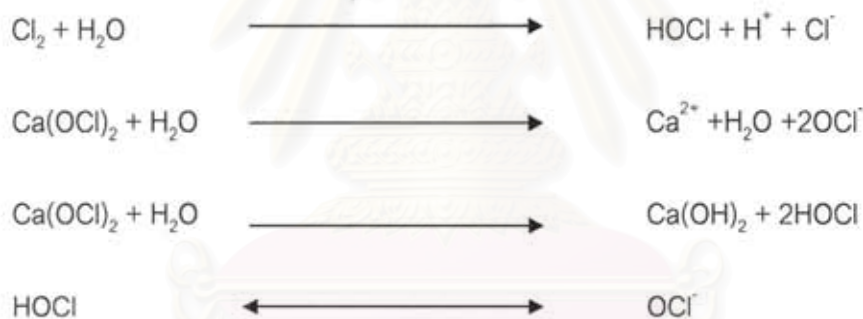 Cl₂ + H₂O ⟶ HOCl + H⁺ + Cl⁻
Ca(OCl)₂ + H₂O ⟶ Ca²⁺ +H₂O +2OCl⁻
Ca(OCl)₂ + H₂O ⟶ Ca(OH)₂ + 2HOCl
HOCl ⟷ OCl⁻